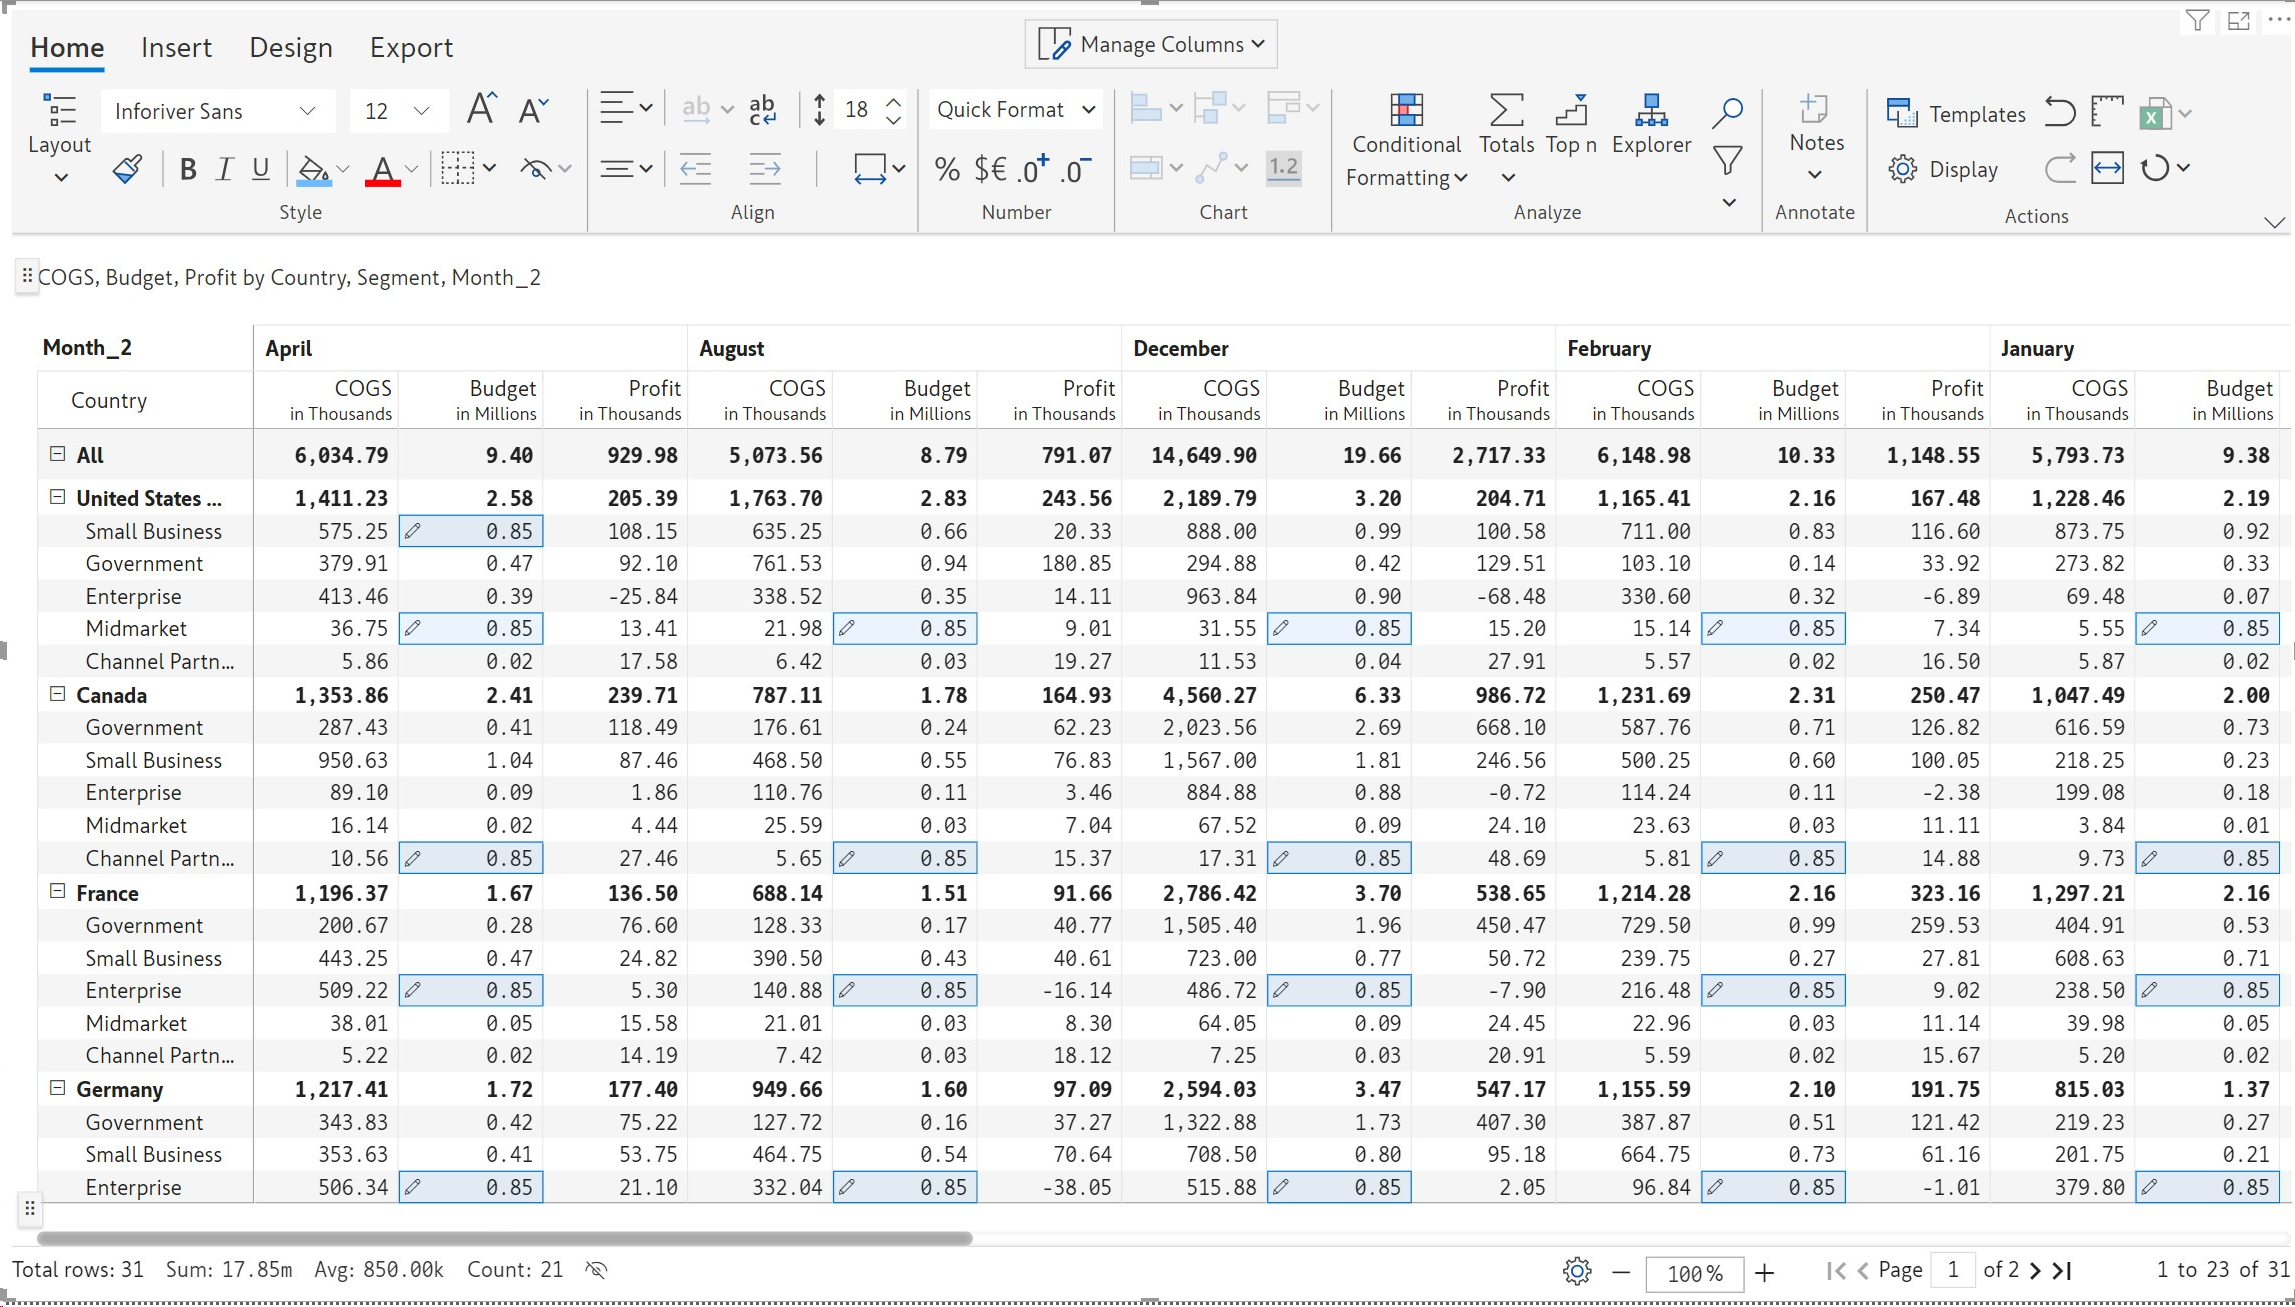 Home Insert Design Export Manage Columns
Inforiver Sans 12 A A ab ab 18 Quick Format Templates
Layout Conditional Formatting Totals Top n Explorer Notes
B I U A % $€ .0+ .0- 1.2 Display
Style Align Number Chart Analyze Annotate Actions
COGS, Budget, Profit by Country, Segment, Month_2
Month_2 April August December February January
Country COGS in Thousands Budget in Millions Profit in Thousands COGS in Thousands Budget in Millions Profit in Thousands COGS in Thousands Budget in Millions Profit in Thousands COGS in Thousands Budget in Millions Profit in Thousands COGS in Thousands Budget in Millions
All 6,034.79 9.40 929.98 5,073.56 8.79 791.07 14,649.90 19.66 2,717.33 6,148.98 10.33 1,148.55 5,793.73 9.38
United States ... 1,411.23 2.58 205.39 1,763.70 2.83 243.56 2,189.79 3.20 204.71 1,165.41 2.16 167.48 1,228.46 2.19
Small Business 575.25 0.85 108.15 635.25 0.66 20.33 888.00 0.99 100.58 711.00 0.83 116.60 873.75 0.92
Government 379.91 0.47 92.10 761.53 0.94 180.85 294.88 0.42 129.51 103.10 0.14 33.92 273.82 0.33
Enterprise 413.46 0.39 -25.84 338.52 0.35 14.11 963.84 0.90 -68.48 330.60 0.32 -6.89 69.48 0.07
Midmarket 36.75 0.85 13.41 21.98 0.85 9.01 31.55 0.85 15.20 15.14 0.85 7.34 5.55 0.85
Channel Partn... 5.86 0.02 17.58 6.42 0.03 19.27 11.53 0.04 27.91 5.57 0.02 16.50 5.87 0.02
Canada 1,353.86 2.41 239.71 787.11 1.78 164.93 4,560.27 6.33 986.72 1,231.69 2.31 250.47 1,047.49 2.00
Government 287.43 0.41 118.49 176.61 0.24 62.23 2,023.56 2.69 668.10 587.76 0.71 126.82 616.59 0.73
Small Business 950.63 1.04 87.46 468.50 0.55 76.83 1,567.00 1.81 246.56 500.25 0.60 100.05 218.25 0.23
Enterprise 89.10 0.09 1.86 110.76 0.11 3.46 884.88 0.88 -0.72 114.24 0.11 -2.38 199.08 0.18
Midmarket 16.14 0.02 4.44 25.59 0.03 7.04 67.52 0.09 24.10 23.63 0.03 11.11 3.84 0.01
Channel Partn... 10.56 0.85 27.46 5.65 0.85 15.37 17.31 0.85 48.69 5.81 0.85 14.88 9.73 0.85
France 1,196.37 1.67 136.50 688.14 1.51 91.66 2,786.42 3.70 538.65 1,214.28 2.16 323.16 1,297.21 2.16
Government 200.67 0.28 76.60 128.33 0.17 40.77 1,505.40 1.96 450.47 729.50 0.99 259.53 404.91 0.53
Small Business 443.25 0.47 24.82 390.50 0.43 40.61 723.00 0.77 50.72 239.75 0.27 27.81 608.63 0.71
Enterprise 509.22 0.85 5.30 140.88 0.85 -16.14 486.72 0.85 -7.90 216.48 0.85 9.02 238.50 0.85
Midmarket 38.01 0.05 15.58 21.01 0.03 8.30 64.05 0.09 24.45 22.96 0.03 11.14 39.98 0.05
Channel Partn... 5.22 0.02 14.19 7.42 0.03 18.12 7.25 0.03 20.91 5.59 0.02 15.67 5.20 0.02
Germany 1,217.41 1.72 177.40 949.66 1.60 97.09 2,594.03 3.47 547.17 1,155.59 2.10 191.75 815.03 1.37
Government 343.83 0.42 75.22 127.72 0.16 37.27 1,322.88 1.73 407.30 387.87 0.51 121.42 219.23 0.27
Small Business 353.63 0.41 53.75 464.75 0.54 70.64 708.50 0.80 95.18 664.75 0.73 61.16 201.75 0.21
Enterprise 506.34 0.85 21.10 332.04 0.85 -38.05 515.88 0.85 2.05 96.84 0.85 -1.01 379.80 0.85
Total rows: 31 Sum: 17.85m Avg: 850.00k Count: 21 100% Page 1 of 2 1 to 23 of 31